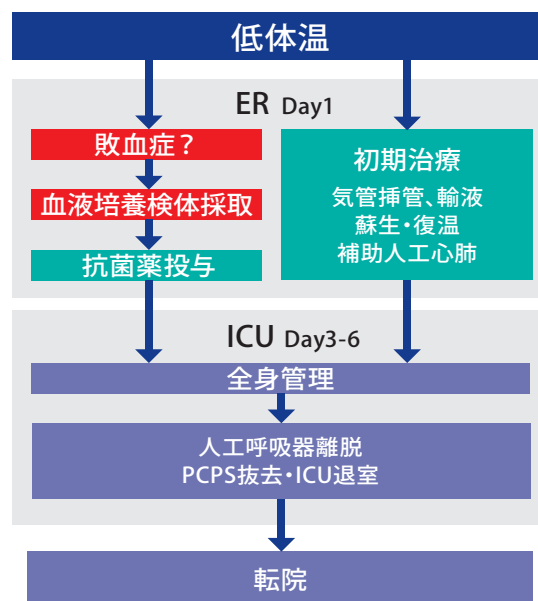 低体温
ER Day1
敗血症？
血液培養検体採取
抗菌薬投与
初期治療
気管挿管、輸液
蘇生・復温
補助人工心肺
ICU Day3-6
全身管理
人工呼吸器離脱
PCPS抜去・ICU退室
転院